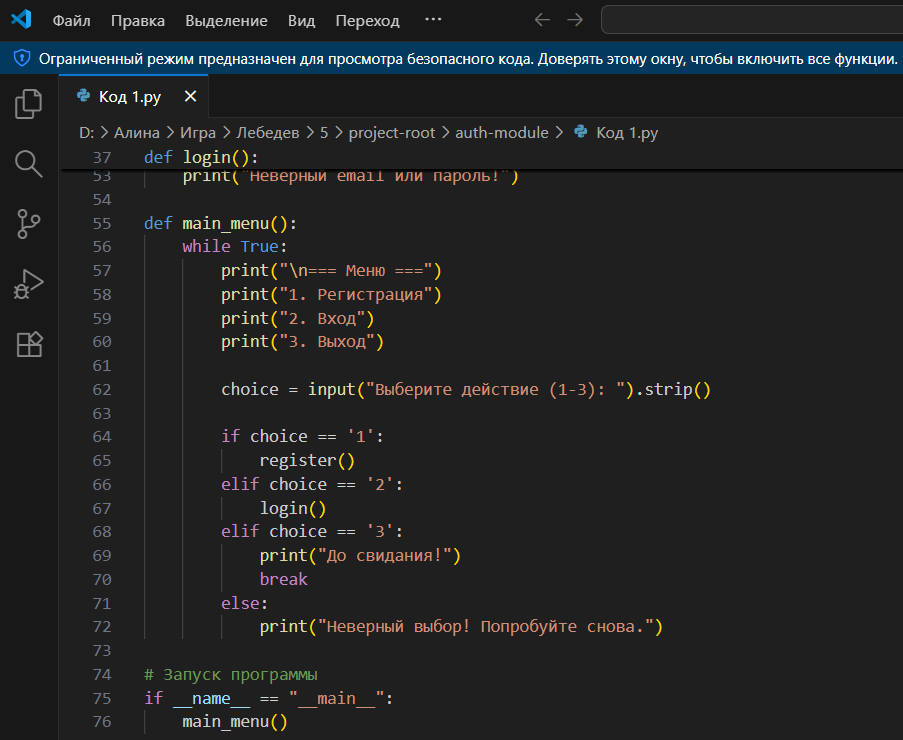 Файл Правка Выделение Вид Переход ···
Ограниченный режим предназначен для просмотра безопасного кода. Доверять этому окну, чтобы включить все функции.
Код 1.py
D: > Алина > Игра > Лебедев > 5 > project-root > auth-module > Код 1.py
37 def login():
53 print("Неверный email или пароль!")
54
55 def main_menu():
56 while True:
57 print("\n=== Меню ===")
58 print("1. Регистрация")
59 print("2. Вход")
60 print("3. Выход")
61
62 choice = input("Выберите действие (1-3): ").strip()
63
64 if choice == '1':
65 register()
66 elif choice == '2':
67 login()
68 elif choice == '3':
69 print("До свидания!")
70 break
71 else:
72 print("Неверный выбор! Попробуйте снова.")
73
74 # Запуск программы
75 if __name__ == "__main__":
76 main_menu()